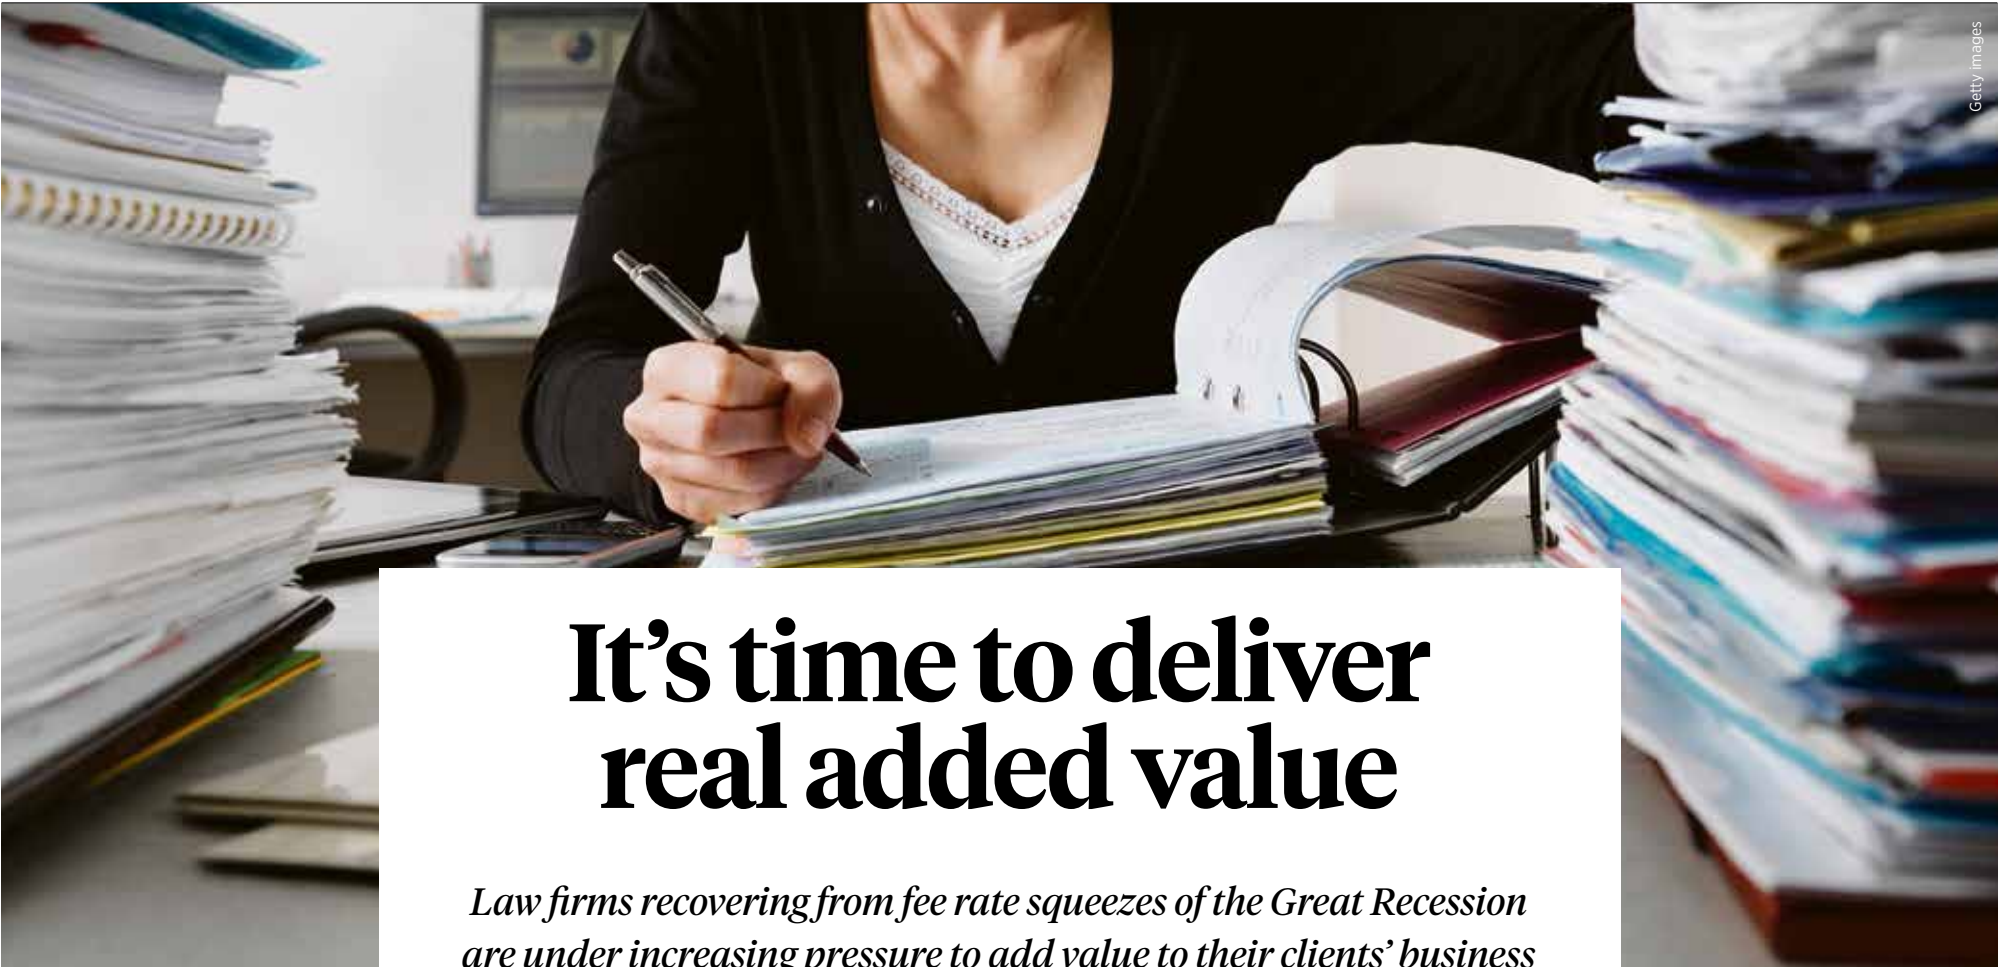 Getty images
It’s time to deliver
real added value
Law firms recovering from fee rate squeezes of the Great Recession
are under increasing pressure to add value to their clients’ business